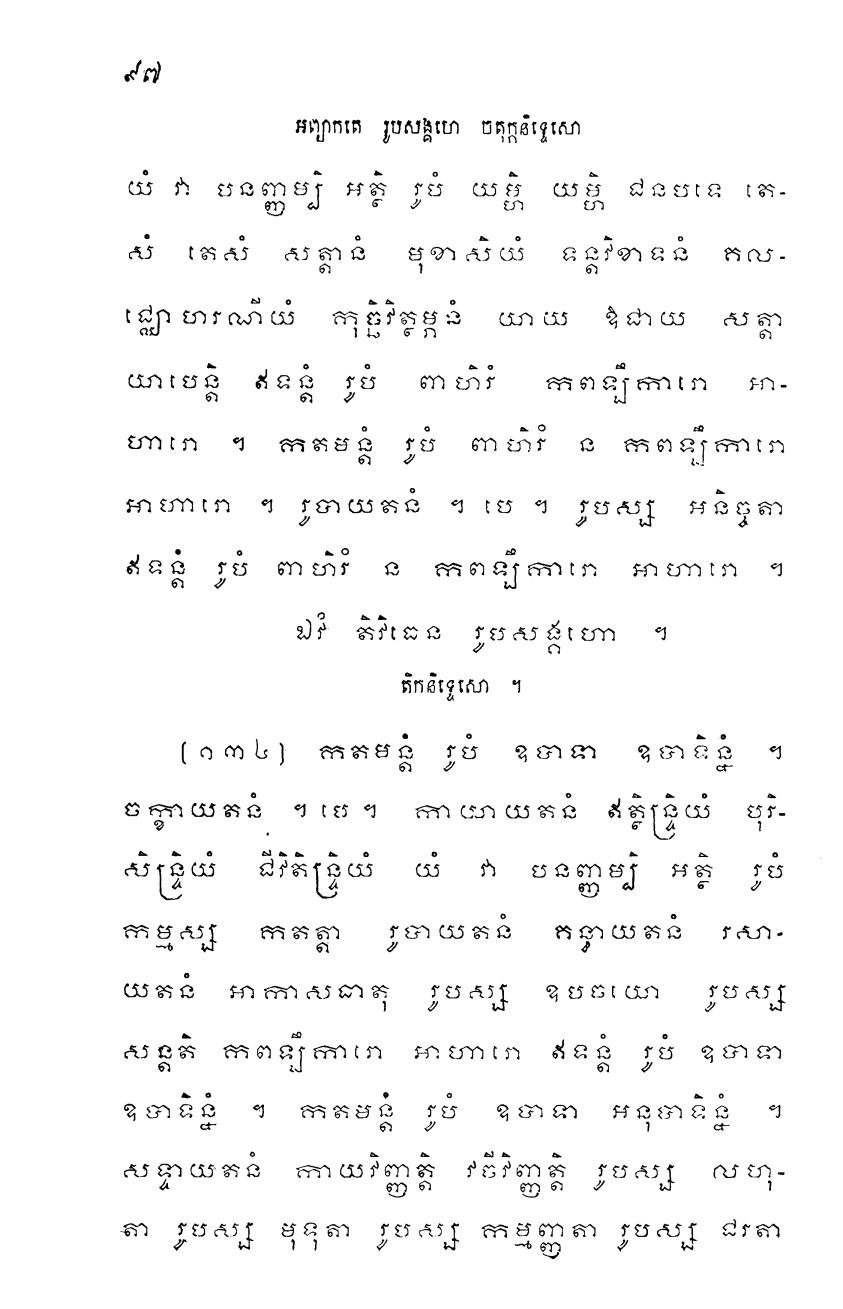 ៩៧
អព្យាកតេ រូបសង្គហេ ចតុក្កនិទ្ទេសោ
យំ វា បនញ្ញម្បិ អត្ថិ រូបំ យម្ហិ យម្ហិ ជនបទេ តេ-
សំ តេសំ សត្តានំ មុខាសិយំ ទន្តវិខាទនំ គល-
ជ្ឈោហរណីយំ កុច្ឆិវិត្ថម្ភនំ យាយ ឱជាយ សត្តា
យាបេន្តិ ឥទន្តំ រូបំ ពាហិរំ កពឡឹការោ អា-
ហារោ ។ កតមន្តំ រូបំ ពាហិរំ ន កពឡឹការោ
អាហារោ ។ រូបាយតនំ ។ បេ ។ រូបស្ស អនិច្ចតា
ឥទន្តំ រូបំ ពាហិរំ ន កពឡឹការោ អាហារោ ។
ឯវំ តិវិធេន រូបសង្គហោ ។
តិកនិទ្ទេសោ ។
[១៣៤] កតមន្តំ រូបំ ឧបាទា ឧបាទិន្នំ ។
ចក្ខាយតនំ ។ បេ ។ កាយាយតនំ ឥត្ថិន្ទ្រិយំ បុរិ-
សិន្ទ្រិយំ ជីវិតិន្ទ្រិយំ យំ វា បនញ្ញម្បិ អត្ថិ រូបំ
កម្មស្ស កតត្តា រូបាយតនំ គន្ធាយតនំ រសា-
យតនំ អាកាសធាតុ រូបស្ស ឧបចយោ រូបស្ស
សន្តតិ កពឡឹការោ អាហារោ ឥទន្តំ រូបំ ឧបាទា
ឧបាទិន្នំ ។ កតមន្តំ រូបំ ឧបាទា អនុបាទិន្នំ ។
សទ្ទាយតនំ កាយវិញ្ញត្តិ វចីវិញ្ញត្តិ រូបស្ស លហុ-
តា រូបស្ស មុទុតា រូបស្ស កម្មញ្ញតា រូបស្ស ជរតា